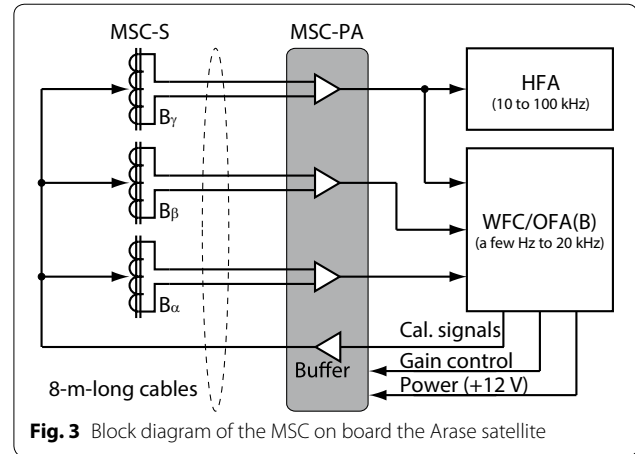 MSC-S
MSC-PA
HFA
(10 to 100 kHz)
Bγ
Bβ
WFC/OFA(B)
(a few Hz to 20 kHz)
Bα
Cal. signals
Buffer
Gain control
8-m-long cables
Power (+12 V)
Fig. 3 Block diagram of the MSC on board the Arase satellite